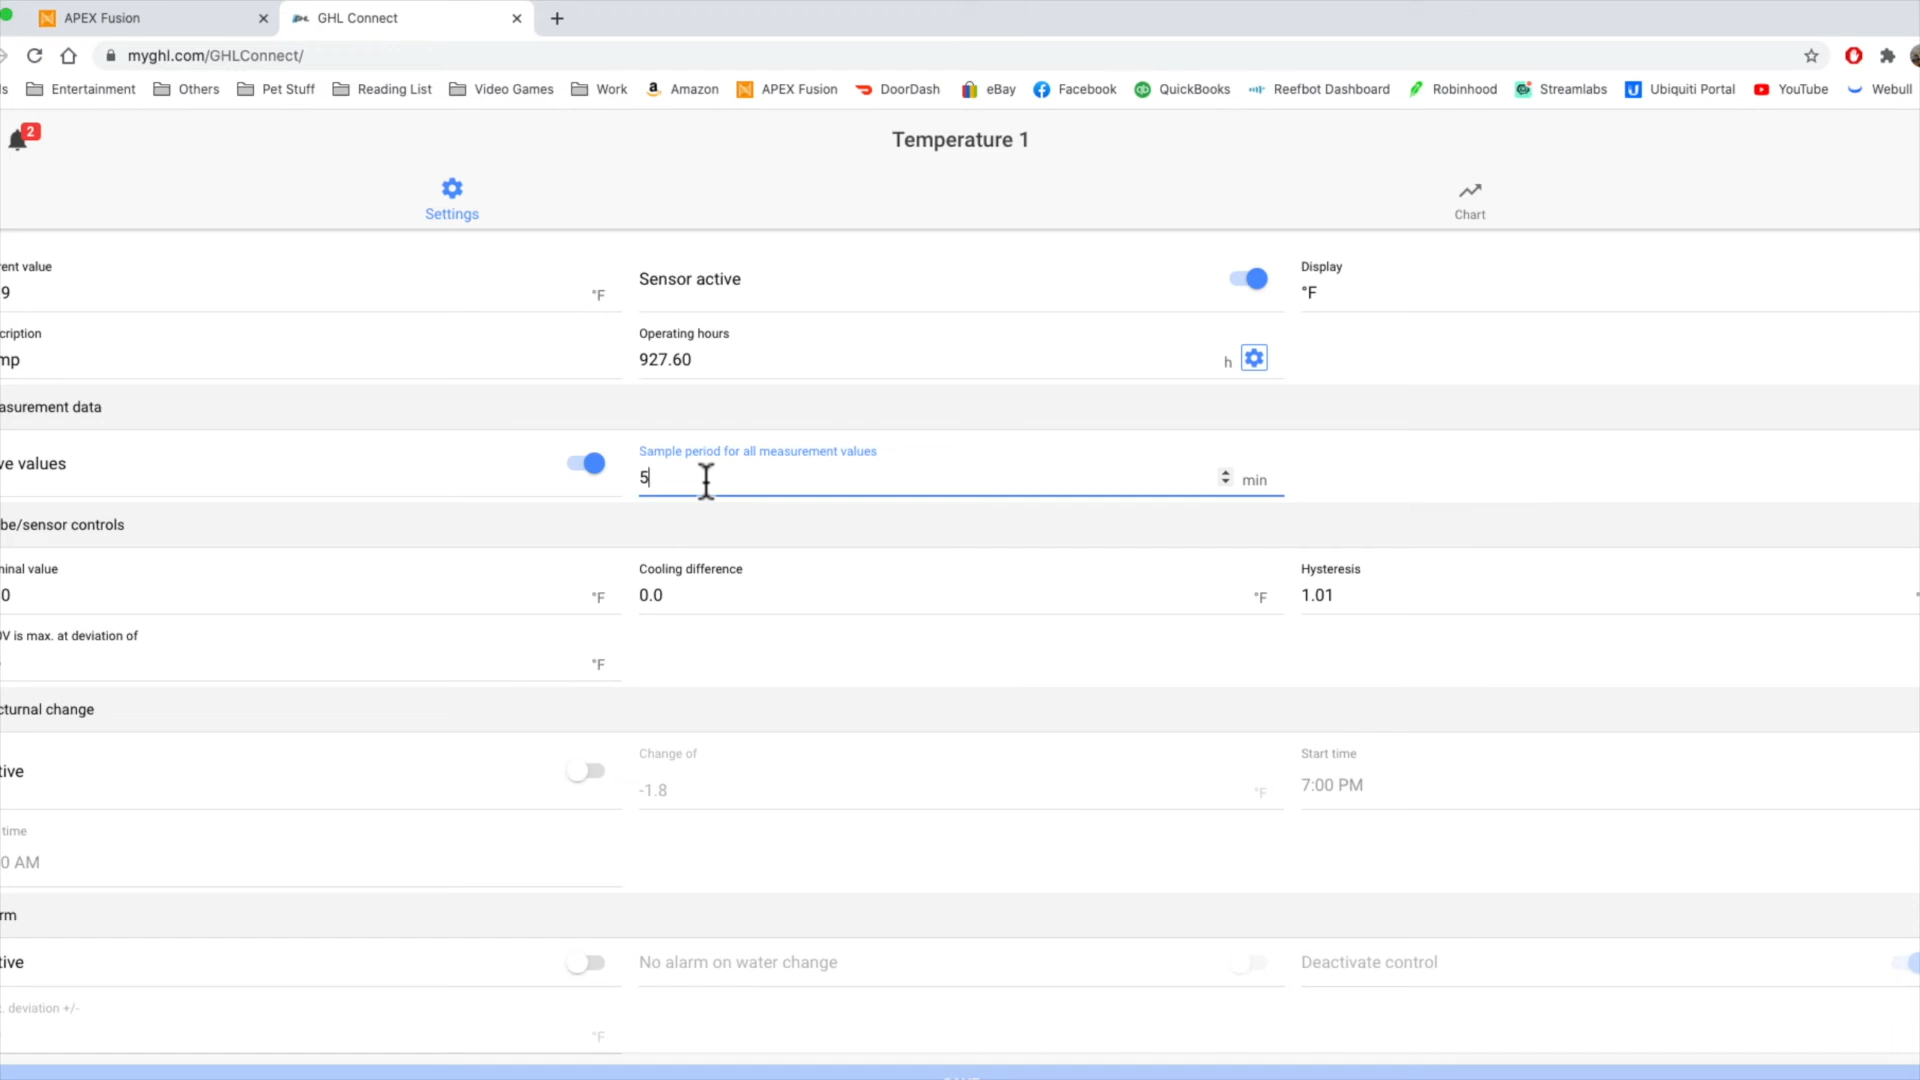 APEX Fusion
GHL Connect
myghl.com/GHLConnect/
Entertainment Others Pet Stuff Reading List Video Games Work Amazon APEX Fusion DoorDash eBay Facebook QuickBooks Reefbot Dashboard Robinhood Streamlabs Ubiquiti Portal YouTube Webull
2
Temperature 1
Settings
Chart
rent value
9 °F
Sensor active
Display
°F
cription
mp
Operating hours
927.60 h
asurement data
ve values
Sample period for all measurement values
5 min
be/sensor controls
inal value
0 °F
Cooling difference
0.0 °F
Hysteresis
1.01
0V is max. at deviation of
°F
cturnal change
tive
Change of
-1.8 °F
Start time
7:00 PM
time
0 AM
rm
tive
No alarm on water change
Deactivate control
. deviation +/-
°F